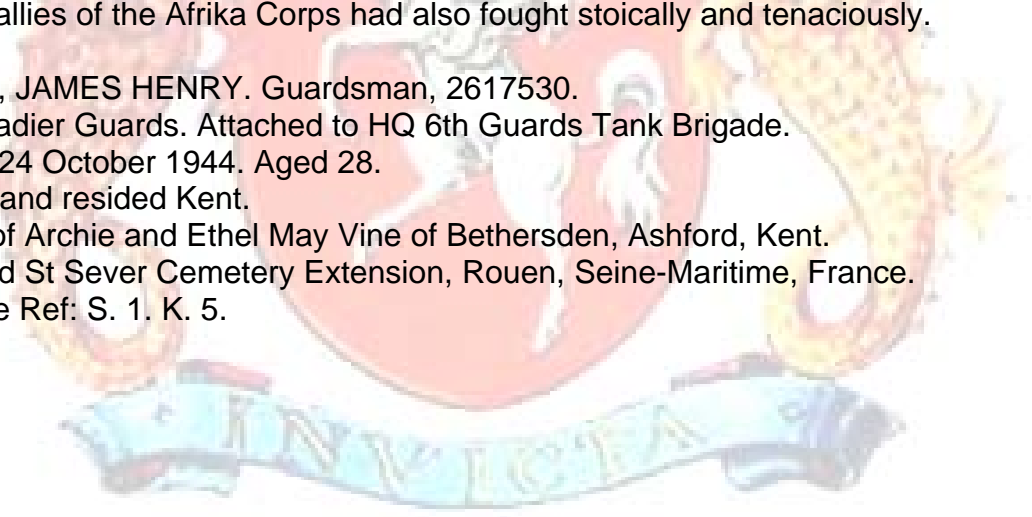 allies of the Afrika Corps had also fought stoically and tenaciously.
, JAMES HENRY. Guardsman, 2617530.
adier Guards. Attached to HQ 6th Guards Tank Brigade.
24 October 1944. Aged 28.
and resided Kent.
of Archie and Ethel May Vine of Bethersden, Ashford, Kent.
d St Sever Cemetery Extension, Rouen, Seine-Maritime, France.
e Ref: S. 1. K. 5.
INVICTA